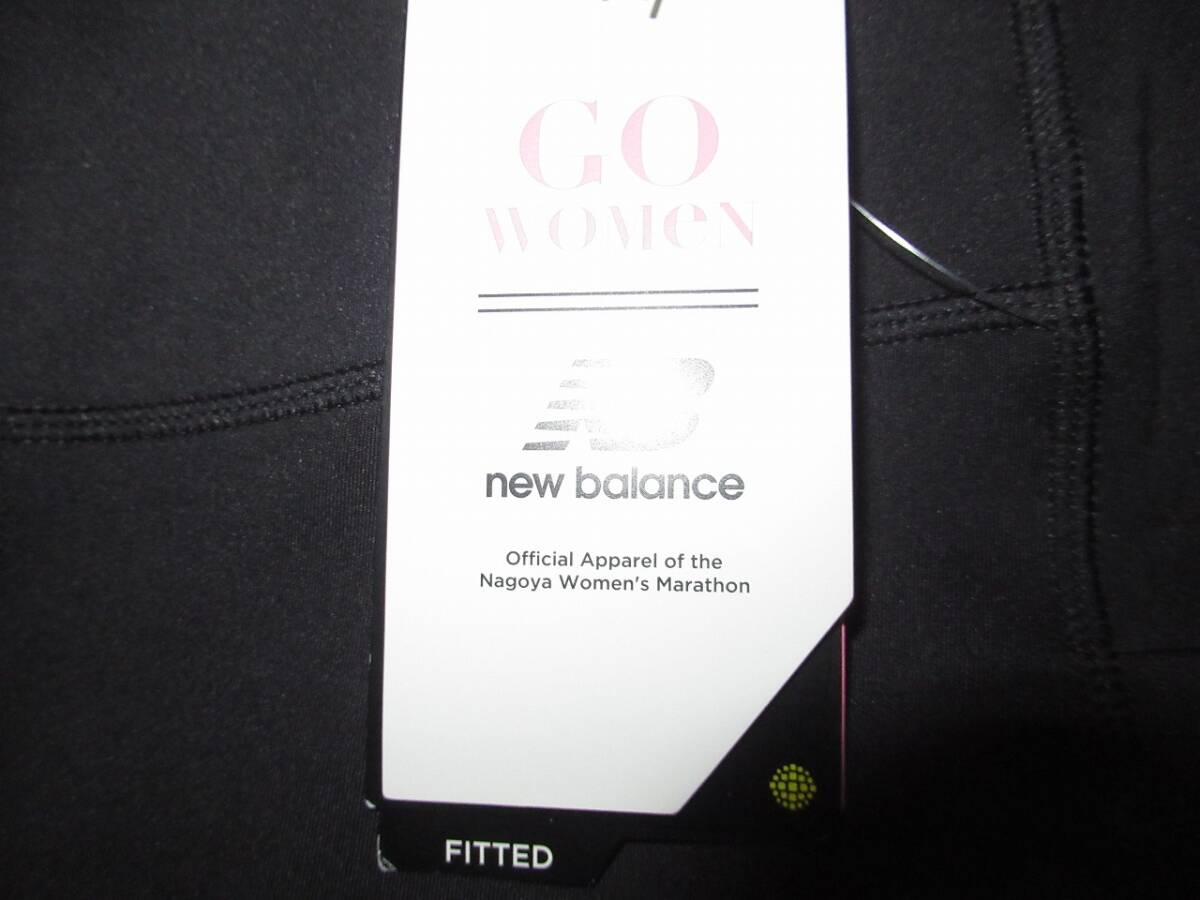 GO
WOMeN
new balance
Official Apparel of the
Nagoya Women's Marathon
FITTED